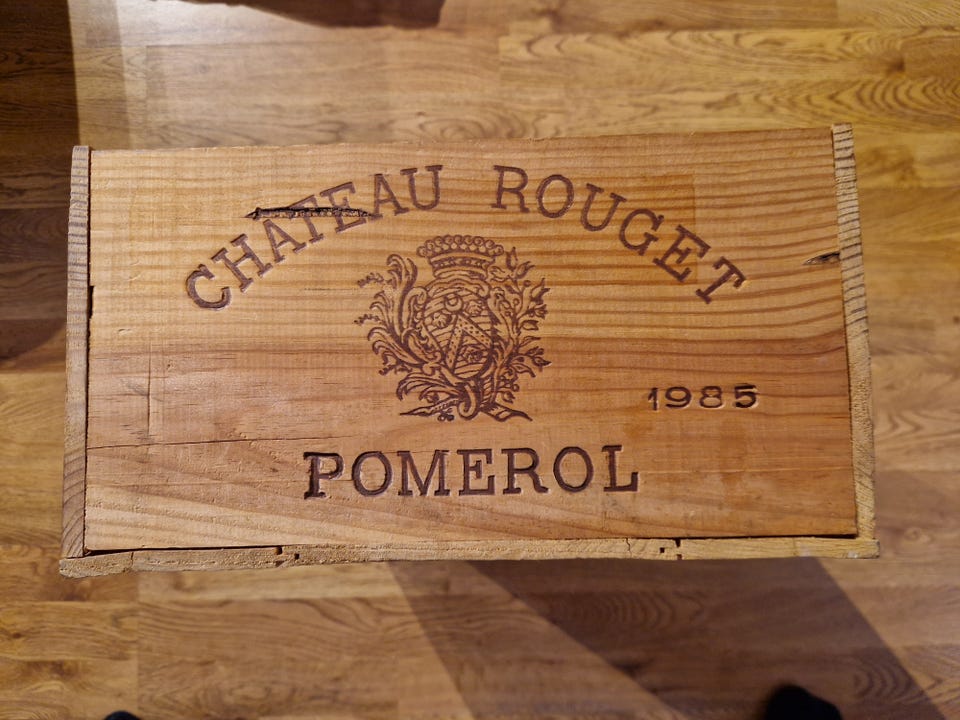 CHATEAU ROUGET
1985
POMEROL